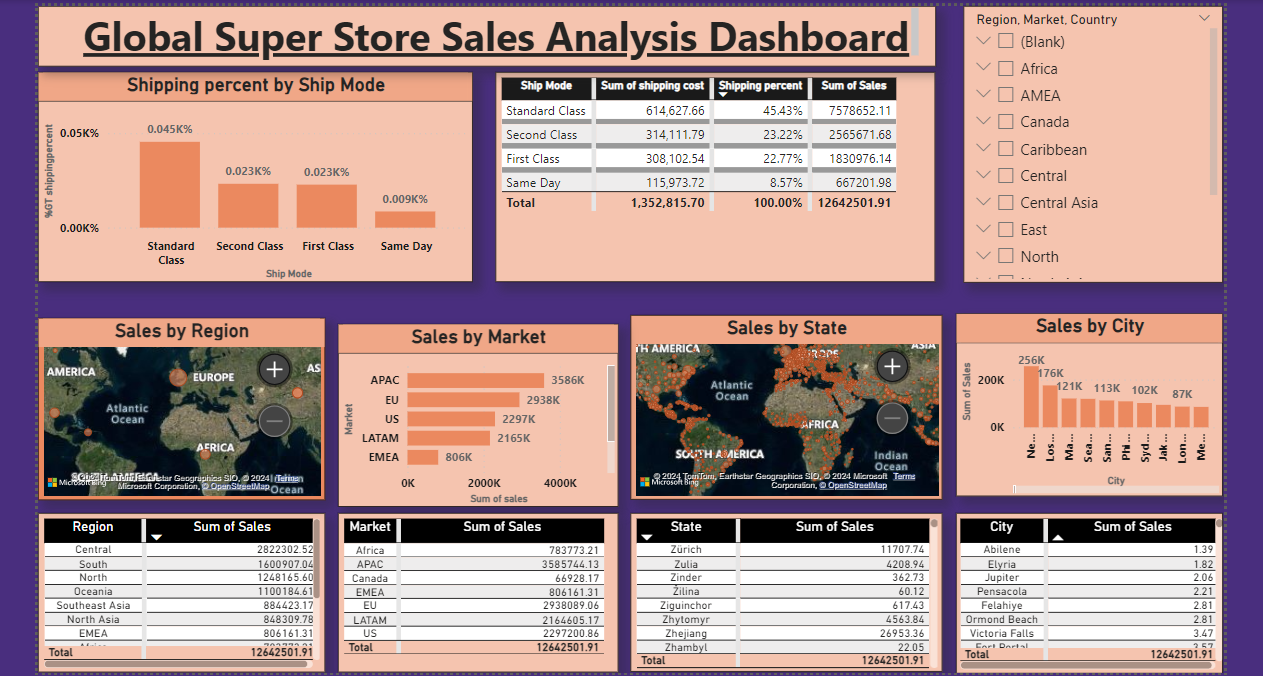 Global Super Store Sales Analysis Dashboard
Region, Market, Country
(Blank)
Africa
AMEA
Canada
Caribbean
Central
Central Asia
East
North
Shipping percent by Ship Mode
%GT shippingpercent
0.05K%
0.00K%
0.045K%
0.023K%
0.023K%
0.009K%
Standard Class
Second Class
First Class
Same Day
Ship Mode
Ship Mode Sum of shipping cost Shipping percent Sum of Sales
Standard Class 614,627.66 45.43% 7578652.11
Second Class 314,111.79 23.22% 2565671.68
First Class 308,102.54 22.77% 1830976.14
Same Day 115,973.72 8.57% 667201.98
Total 1,352,815.70 100.00% 12642501.91
Sales by Region
AMERICA
EUROPE
AS
Atlantic Ocean
AFRICA
SOUTH AMERICA
Ocean
Microsoft Bing
© 2024 TomTom, Earthstar Geographics SIO, © 2024 Microsoft Corporation, © OpenStreetMap Terms
Sales by Market
Market
APAC 3586K
EU 2938K
US 2297K
LATAM 2165K
EMEA 806K
0K 2000K 4000K
Sum of sales
Sales by State
TH AMERICA
EUROPE
ASIA
Atlantic Ocean
AFRICA
SOUTH AMERICA
Indian Ocean
Microsoft Bing
© 2024 TomTom, Earthstar Geographics SIO, © 2024 Microsoft Corporation, © OpenStreetMap Terms
Sales by City
Sum of Sales
200K
0K
256K
176K
121K
113K
102K
87K
Ne...
Los...
Ma...
Sea...
San...
Phi...
Syd...
Jak...
Lon...
Me...
City
Region Sum of Sales
Central 2822302.52
South 1600907.04
North 1248165.60
Oceania 1100184.61
Southeast Asia 884423.17
North Asia 848309.78
EMEA 806161.31
Total 12642501.91
Market Sum of Sales
Africa 783773.21
APAC 3585744.13
Canada 66928.17
EMEA 806161.31
EU 2938089.06
LATAM 2164605.17
US 2297200.86
Total 12642501.91
State Sum of Sales
Zürich 11707.74
Zulia 4208.94
Zinder 362.73
Žilina 60.12
Ziguinchor 617.43
Zhytomyr 4563.84
Zhejiang 26953.36
Zhambyl 22.05
Total 12642501.91
City Sum of Sales
Abilene 1.39
Elyria 1.82
Jupiter 2.06
Pensacola 2.21
Felahiye 2.81
Ormond Beach 2.81
Victoria Falls 3.47
Fort Portal 3.57
Total 12642501.91